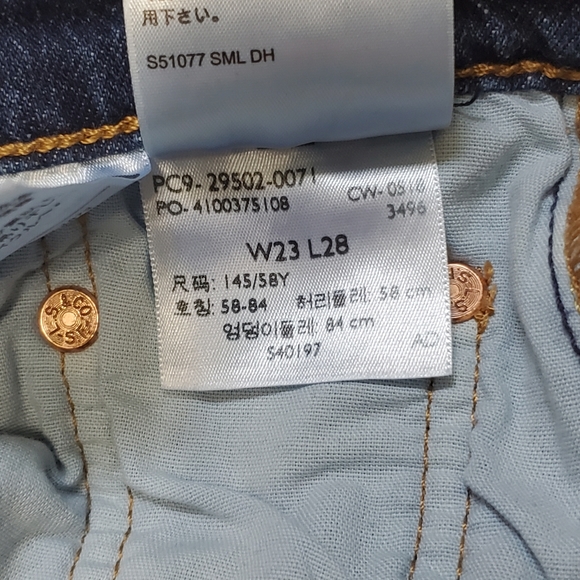 用下さい。
S51077 SML DH
PC9-29502-0071
PO-4100375108
CW-0518
3496
W23 L28
尺码: 145/58Y
호칭: 58-84 허리둘레: 58 cm
엉덩이둘레: 84 cm
S40197
AD
S.&CO